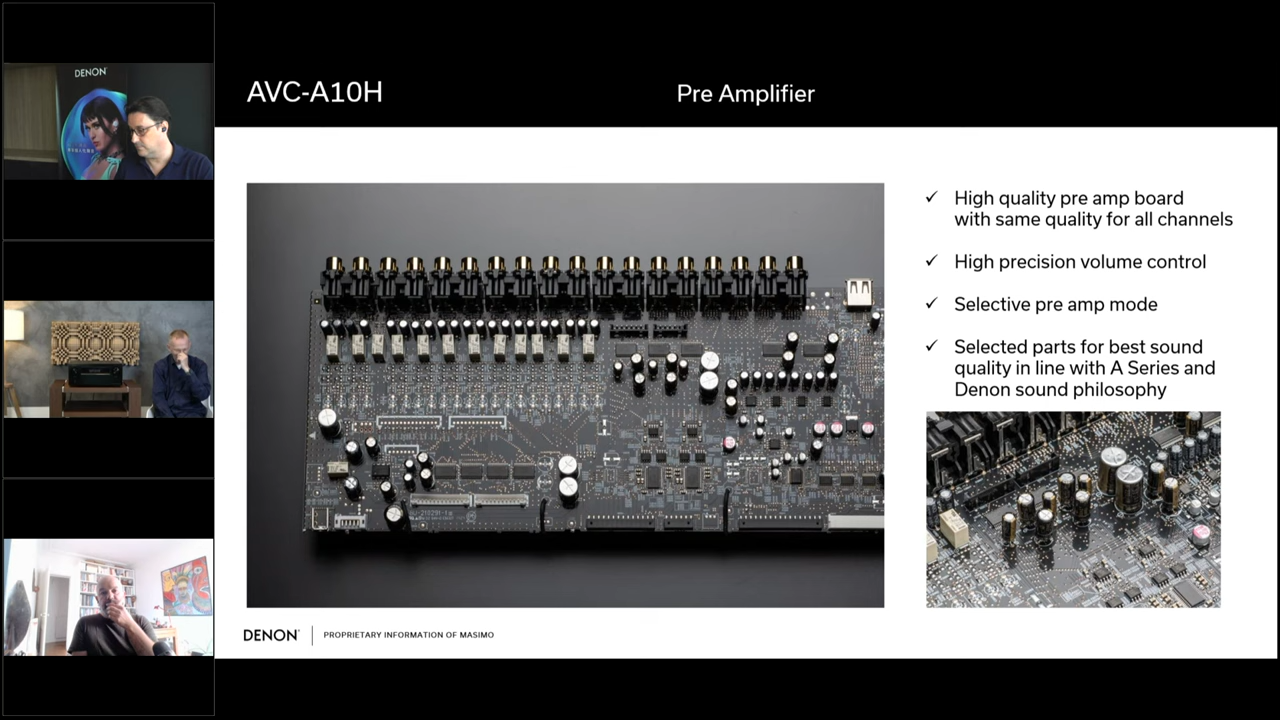 DENON
AVC-A10H
Pre Amplifier
✓ High quality pre amp board
with same quality for all channels
✓ High precision volume control
✓ Selective pre amp mode
✓ Selected parts for best sound
quality in line with A Series and
Denon sound philosophy
DENON
PROPRIETARY INFORMATION OF MASIMO